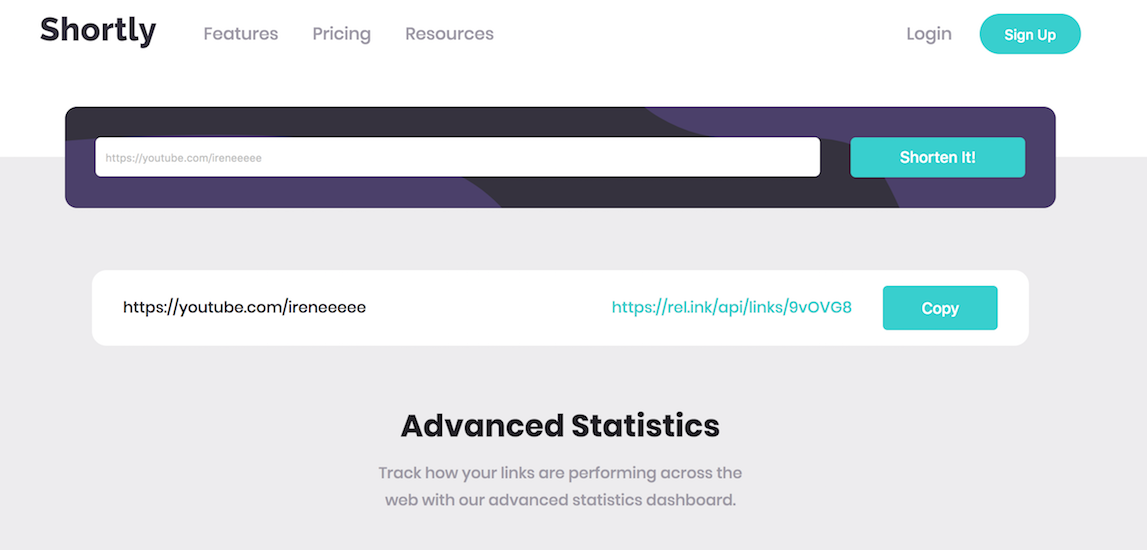 Shortly Features Pricing Resources Login Sign Up
https://youtube.com/ireneeeee Shorten It!
https://youtube.com/ireneeeee https://rel.ink/api/links/9vOVG8 Copy
Advanced Statistics
Track how your links are performing across the
web with our advanced statistics dashboard.